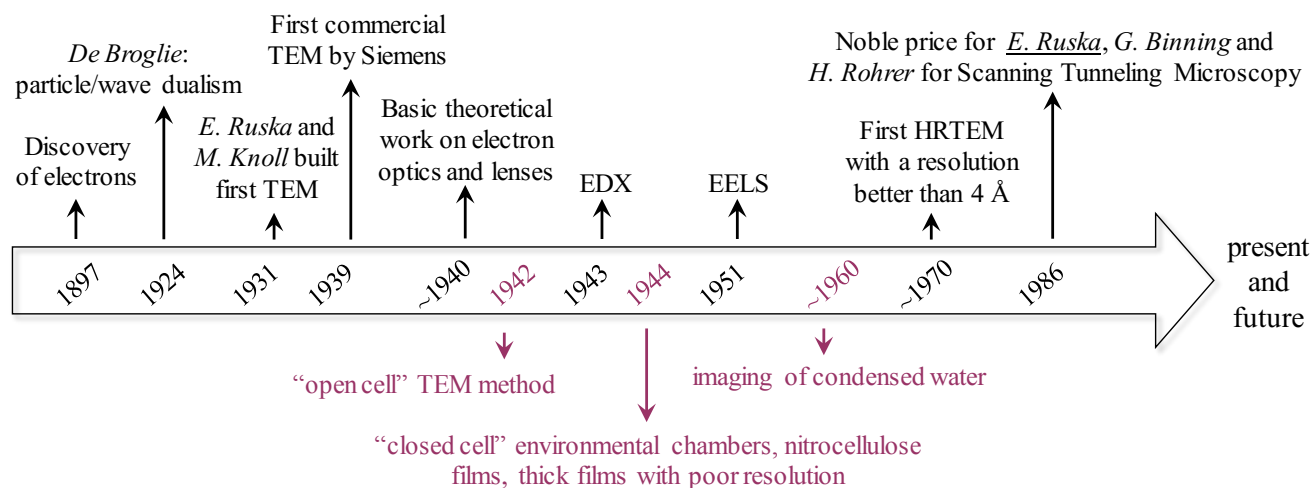 First commercial
TEM by Siemens
De Broglie:
particle/wave dualism
Noble price for E. Ruska, G. Binning and
H. Rohrer for Scanning Tunneling Microscopy
Discovery
of electrons
E. Ruska and
M. Knoll built
first TEM
Basic theoretical
work on electron
optics and lenses
EDX
EELS
First HRTEM
with a resolution
better than 4 Å
1897
1924
1931
1939
~1940
1942
1943
1944
1951
~1960
~1970
1986
present
and
future
“open cell” TEM method
imaging of condensed water
“closed cell” environmental chambers, nitrocellulose
films, thick films with poor resolution